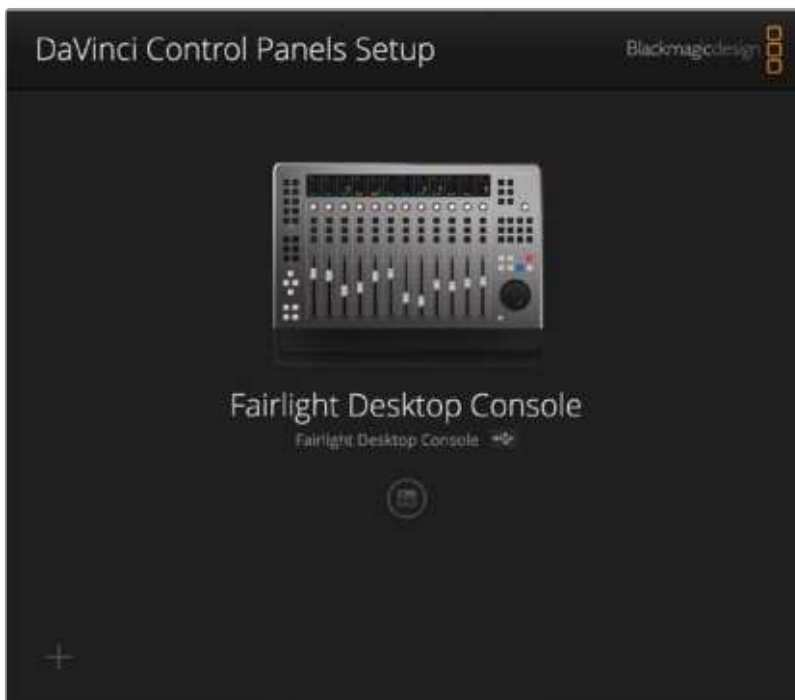 DaVinci Control Panels Setup
Blackmagicdesign
Fairlight Desktop Console
Fairlight Desktop Console